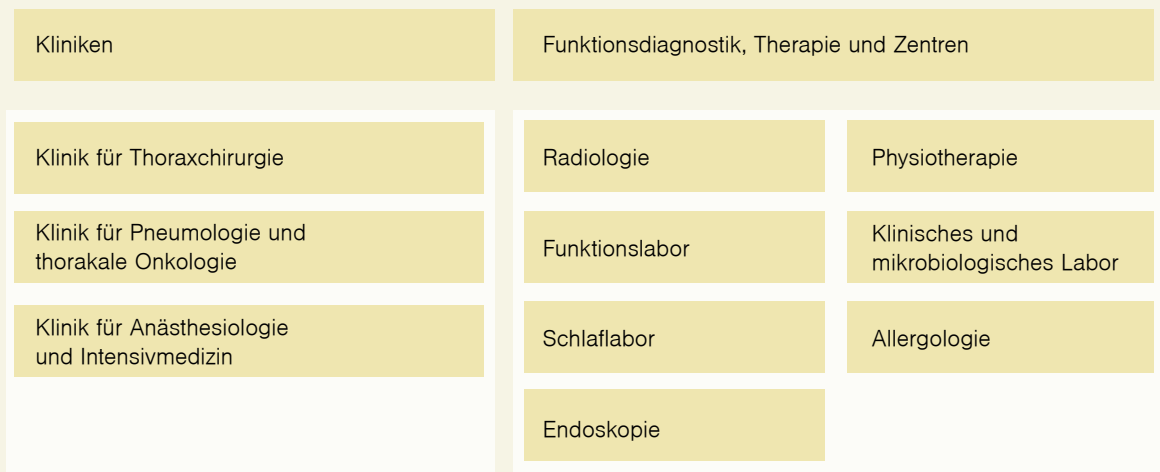 Kliniken
Funktionsdiagnostik, Therapie und Zentren
Klinik für Thoraxchirurgie
Klinik für Pneumologie und
thorakale Onkologie
Klinik für Anästhesiologie
und Intensivmedizin
Radiologie
Funktionslabor
Schlaflabor
Endoskopie
Physiotherapie
Klinisches und
mikrobiologisches Labor
Allergologie